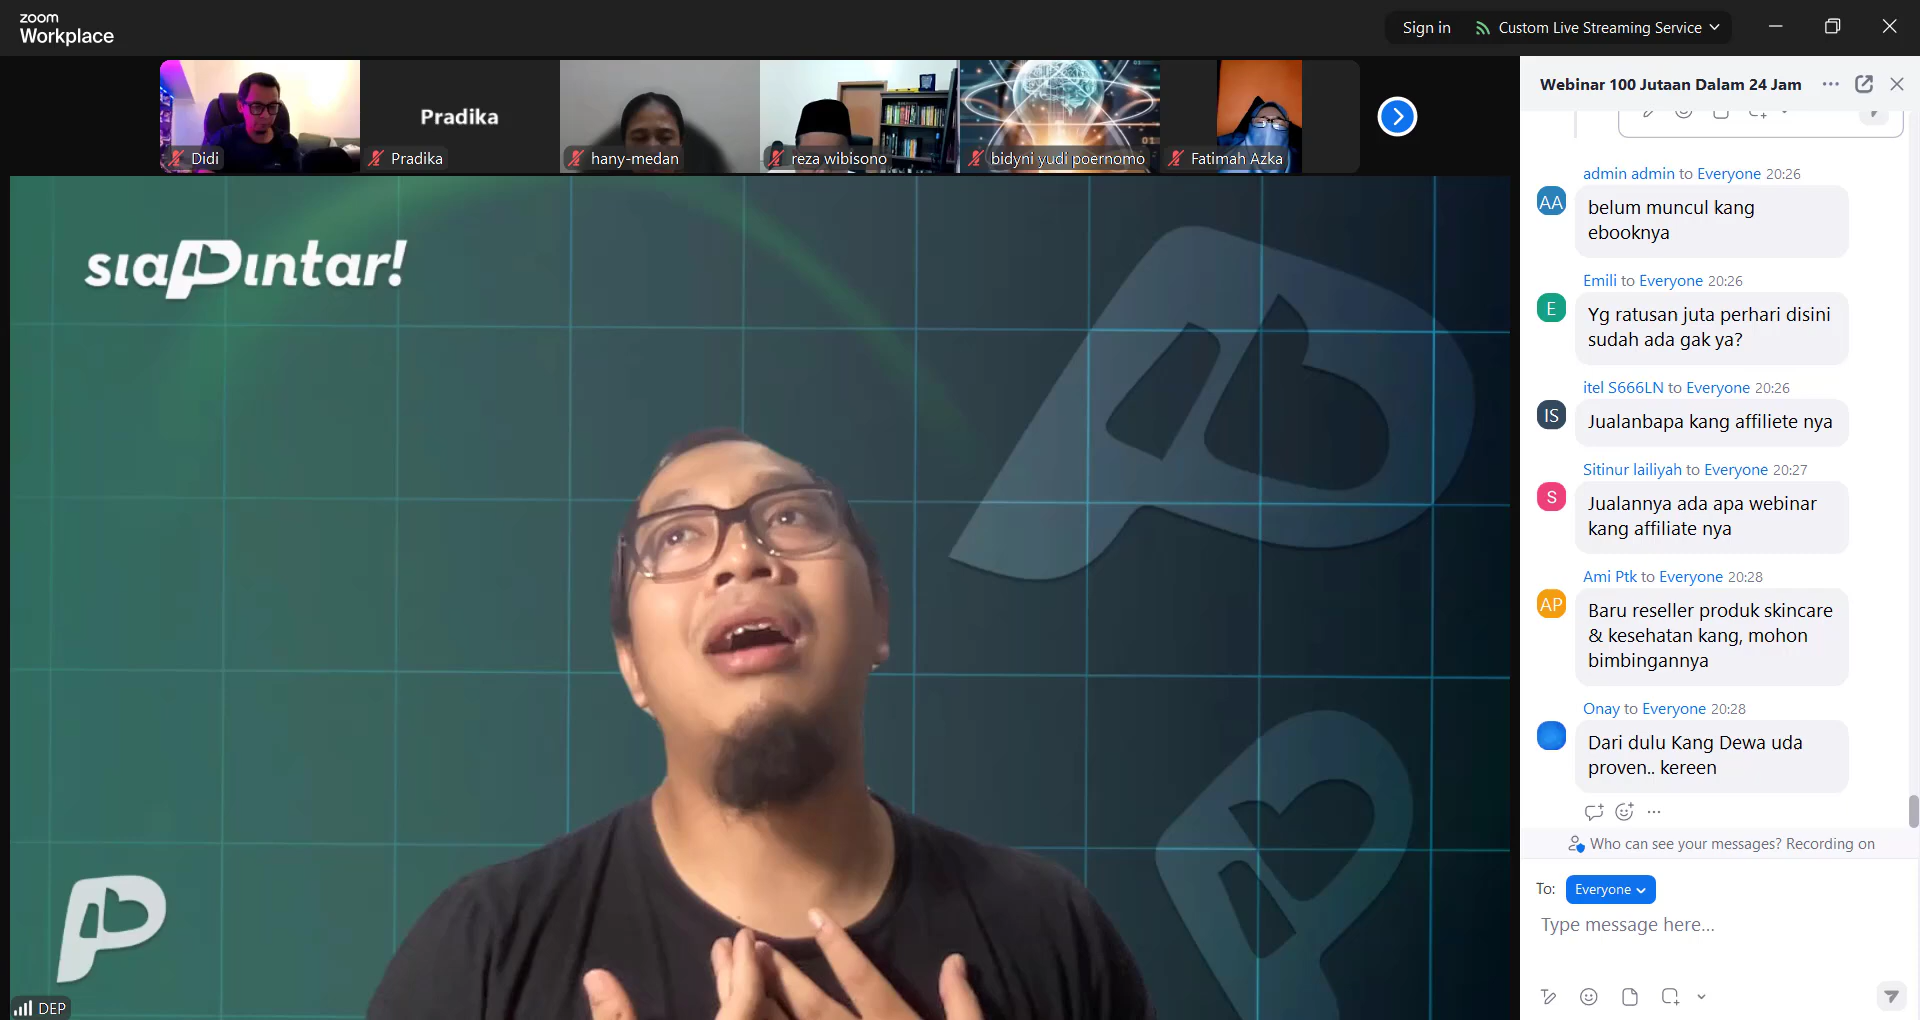 zoom
Workplace
Sign in
Custom Live Streaming Service
Didi
Pradika
Pradika
hany-medan
reza wibisono
bidyni yudi poernomo
Fatimah Azka
siapintar!
DEP
Webinar 100 Jutaan Dalam 24 Jam
admin admin to Everyone 20:26
AA
belum muncul kang
ebooknya
Emili to Everyone 20:26
E
Yg ratusan juta perhari disini
sudah ada gak ya?
itel S666LN to Everyone 20:26
IS
Jualanbapa kang affiliete nya
Sitinur lailiyah to Everyone 20:27
S
Jualannya ada apa webinar
kang affiliate nya
Ami Ptk to Everyone 20:28
AP
Baru reseller produk skincare
& kesehatan kang, mohon
bimbingannya
Onay to Everyone 20:28
Dari dulu Kang Dewa uda
proven.. kereen
Who can see your messages? Recording on
To: Everyone
Type message here...